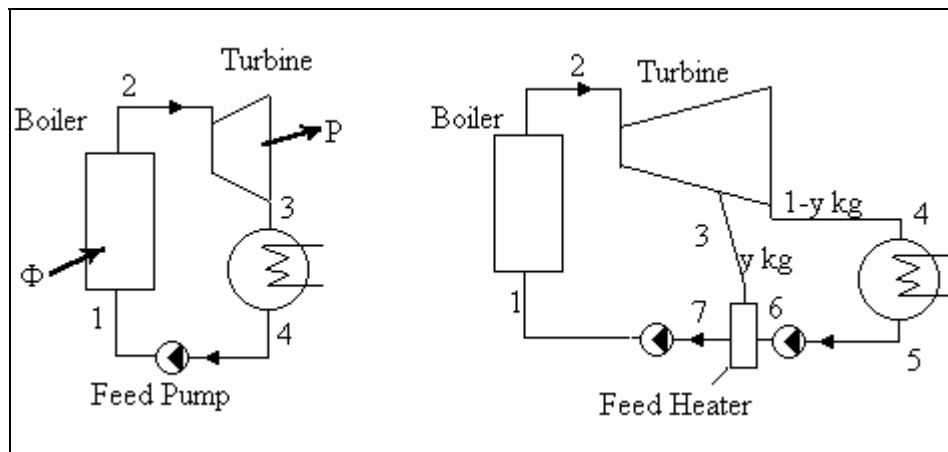 Turbine
2
Boiler
P
3
Φ
1
4
Feed Pump
2
Turbine
Boiler
1-y kg
4
3
y kg
1
7
6
5
Feed Heater